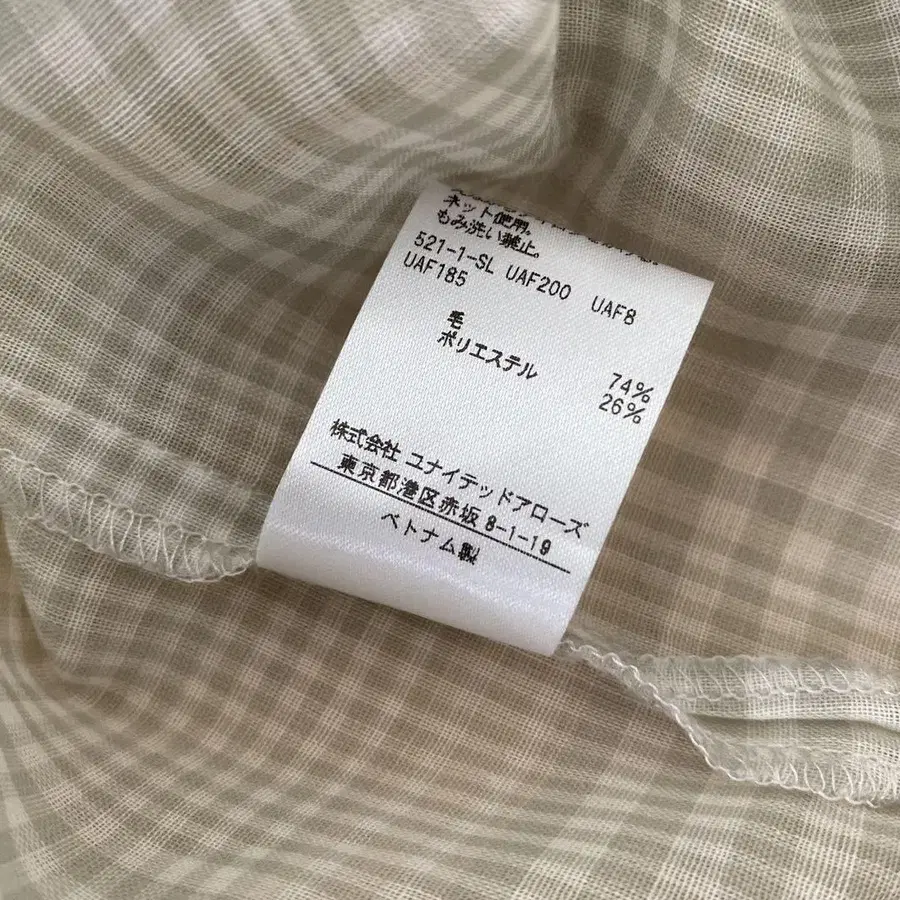 ネット使用。
もみ洗い禁止。
521-1-SL UAF200 UAF8
UAF185
毛 74%
ポリエステル 26%
株式会社 ユナイテッドアローズ
東京都港区赤坂 8-1-19
ベトナム製